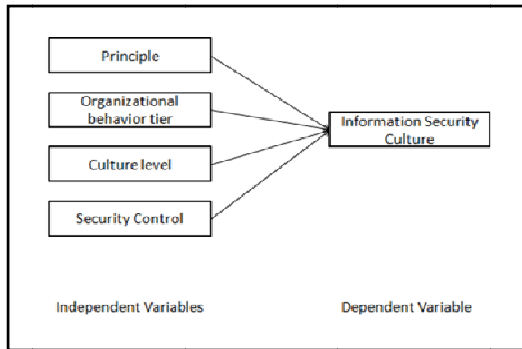 Principle
Organizational
behavior tier
Culture level
Security Control
Information Security
Culture
Independent Variables
Dependent Variable